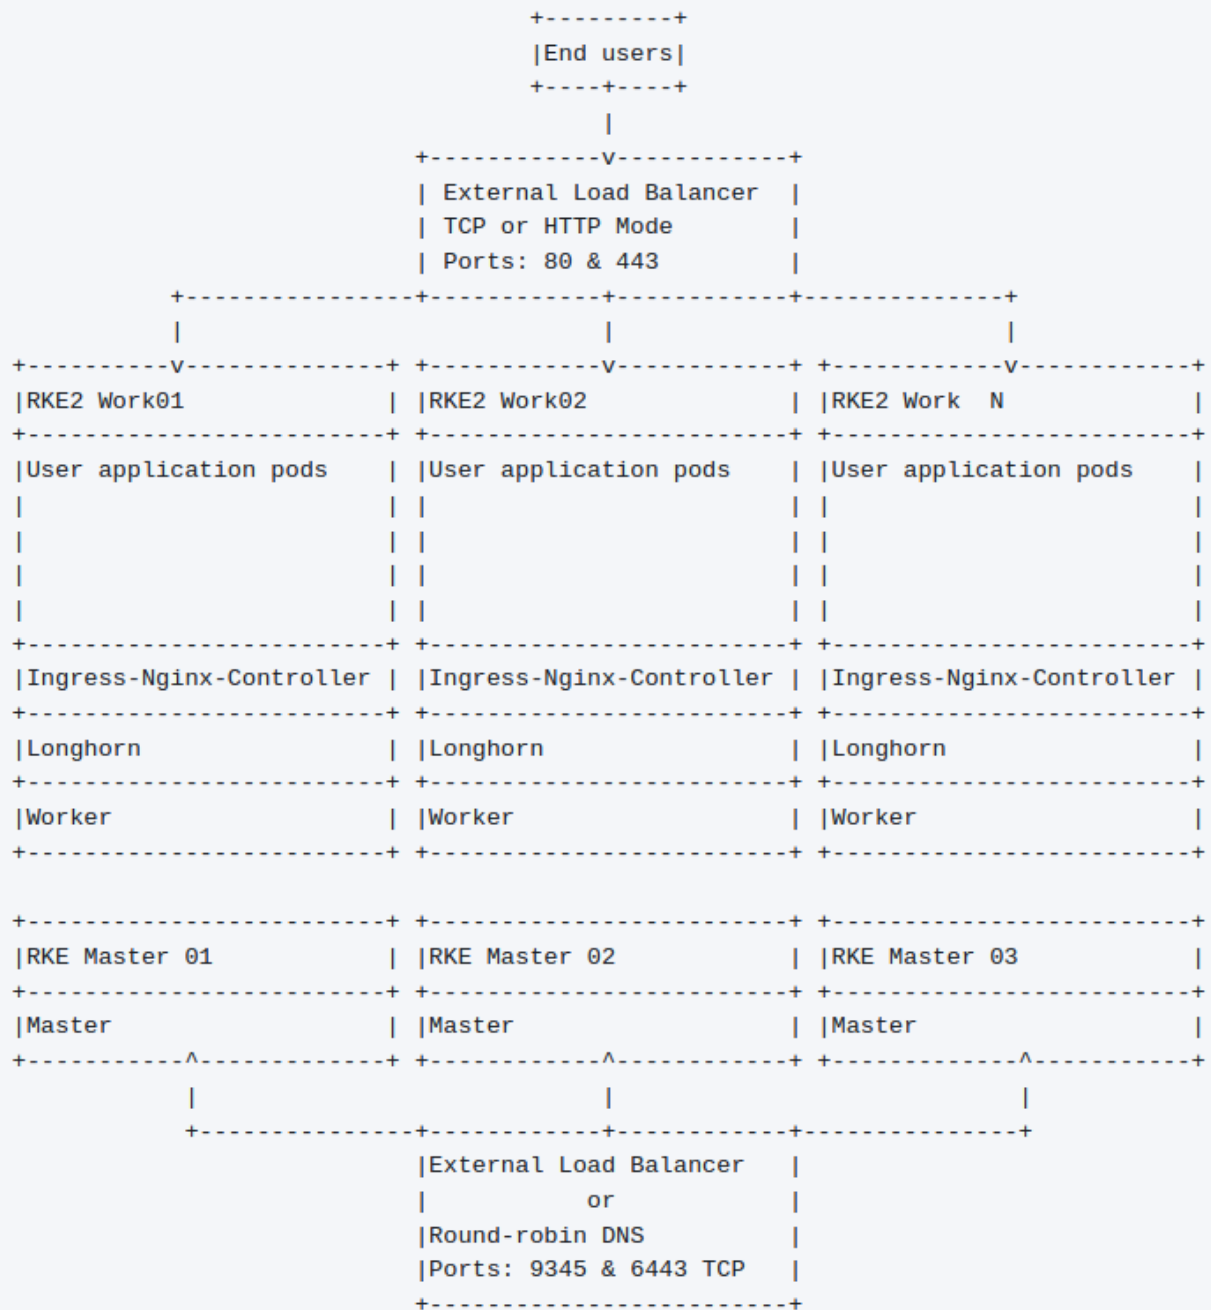 +---------+
                                    |End users|
                                    +----+----+
                                         |
                            +------------v------------+
                            | External Load Balancer  |
                            | TCP or HTTP Mode        |
                            | Ports: 80 & 443         |
           +----------------+------------+------------+--------------+
           |                             |                           |
+----------v--------------+ +------------v------------+ +------------v------------+
|RKE2 Work01              | |RKE2 Work02              | |RKE2 Work  N             |
+-------------------------+ +-------------------------+ +-------------------------+
|User application pods    | |User application pods    | |User application pods    |
|                         | |                         | |                         |
|                         | |                         | |                         |
|                         | |                         | |                         |
|                         | |                         | |                         |
+-------------------------+ +-------------------------+ +-------------------------+
|Ingress-Nginx-Controller | |Ingress-Nginx-Controller | |Ingress-Nginx-Controller |
+-------------------------+ +-------------------------+ +-------------------------+
|Longhorn                 | |Longhorn                 | |Longhorn                 |
+-------------------------+ +-------------------------+ +-------------------------+
|Worker                   | |Worker                   | |Worker                   |
+-------------------------+ +-------------------------+ +-------------------------+

+-------------------------+ +-------------------------+ +-------------------------+
|RKE Master 01            | |RKE Master 02            | |RKE Master 03            |
+-------------------------+ +-------------------------+ +-------------------------+
|Master                   | |Master                   | |Master                   |
+-----------^-------------+ +------------^------------+ +-------------^-----------+
            |                            |                            |
            +---------------+------------+------------+---------------+
                            |External Load Balancer   |
                            |           or            |
                            |Round-robin DNS          |
                            |Ports: 9345 & 6443 TCP   |
                            +-------------------------+